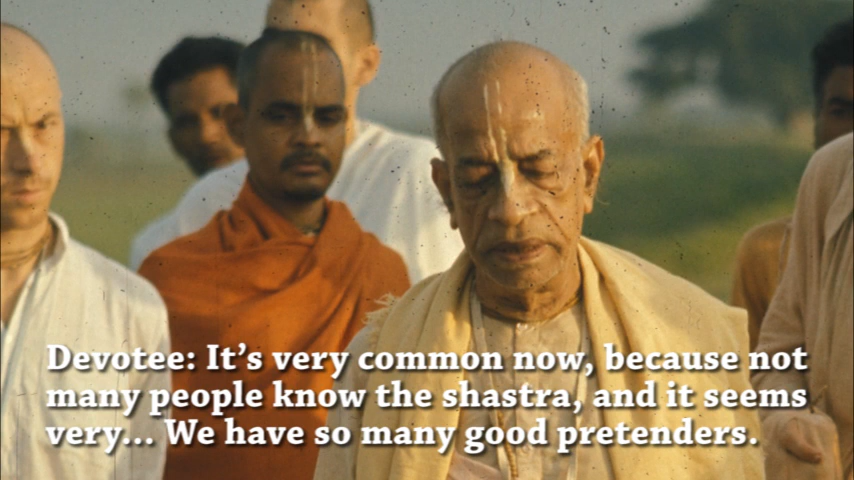 Devotee: It’s very common now, because not
many people know the shastra, and it seems
very... We have so many good pretenders.